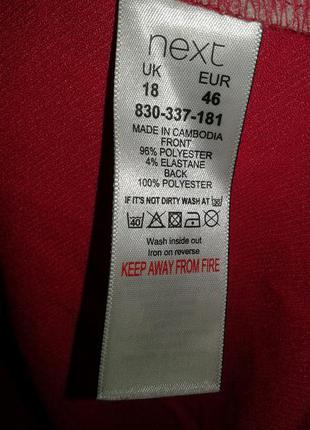 next
UK EUR
18 46
830-337-181
MADE IN CAMBODIA
FRONT
96% POLYESTER
4% ELASTANE
BACK
100% POLYESTER
IF IT'S NOT DIRTY WASH AT 30
40
Wash inside out
Iron on reverse
KEEP AWAY FROM FIRE